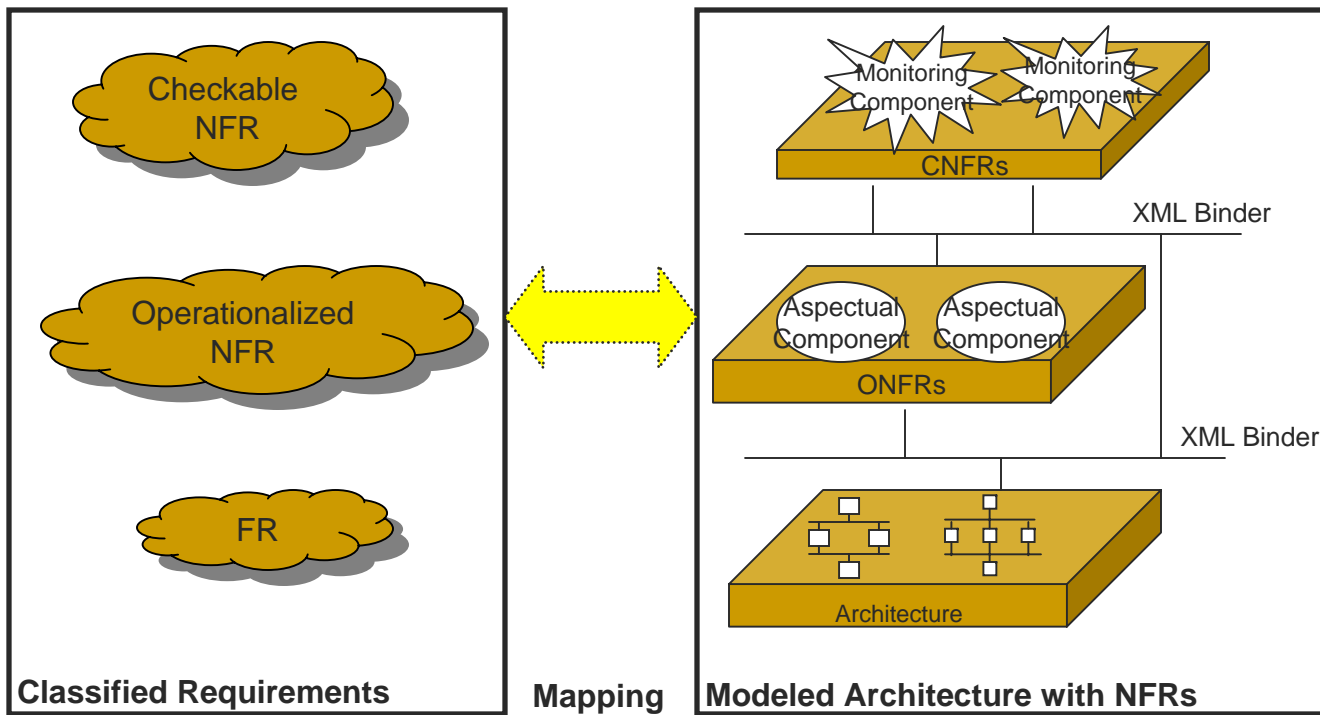 Checkable
NFR
Operationalized
NFR
FR
Classified Requirements
Mapping
Monitoring
Component
Monitoring
Component
CNFRs
XML Binder
Aspectual
Component
Aspectual
Component
ONFRs
XML Binder
Architecture
Modeled Architecture with NFRs